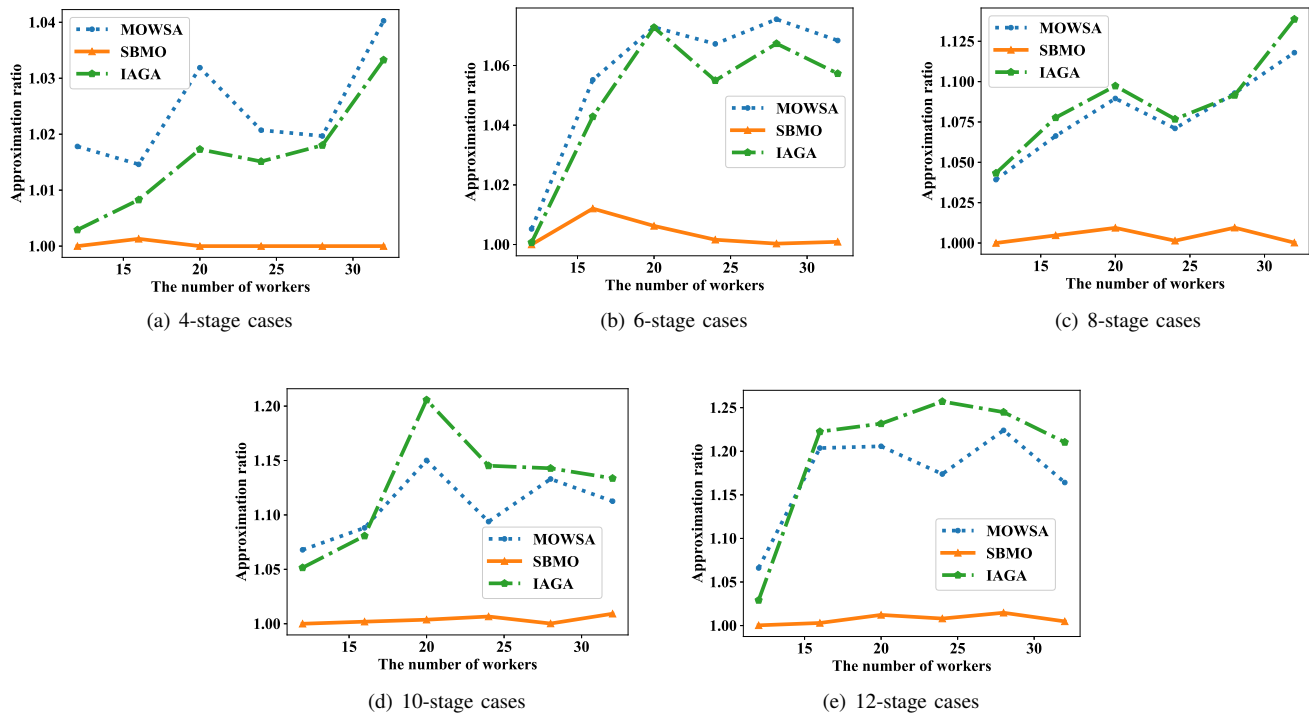 MOWSA
SBMO
IAGA
1.04
1.03
1.02
1.01
1.00
Approximation ratio
15 20 25 30
The number of workers
(a) 4-stage cases
MOWSA
SBMO
IAGA
1.06
1.04
1.02
1.00
Approximation ratio
15 20 25 30
The number of workers
(b) 6-stage cases
MOWSA
SBMO
IAGA
1.125
1.100
1.075
1.050
1.025
1.000
Approximation ratio
15 20 25 30
The number of workers
(c) 8-stage cases
MOWSA
SBMO
IAGA
1.20
1.15
1.10
1.05
1.00
Approximation ratio
15 20 25 30
The number of workers
(d) 10-stage cases
MOWSA
SBMO
IAGA
1.25
1.20
1.15
1.10
1.05
1.00
Approximation ratio
15 20 25 30
The number of workers
(e) 12-stage cases